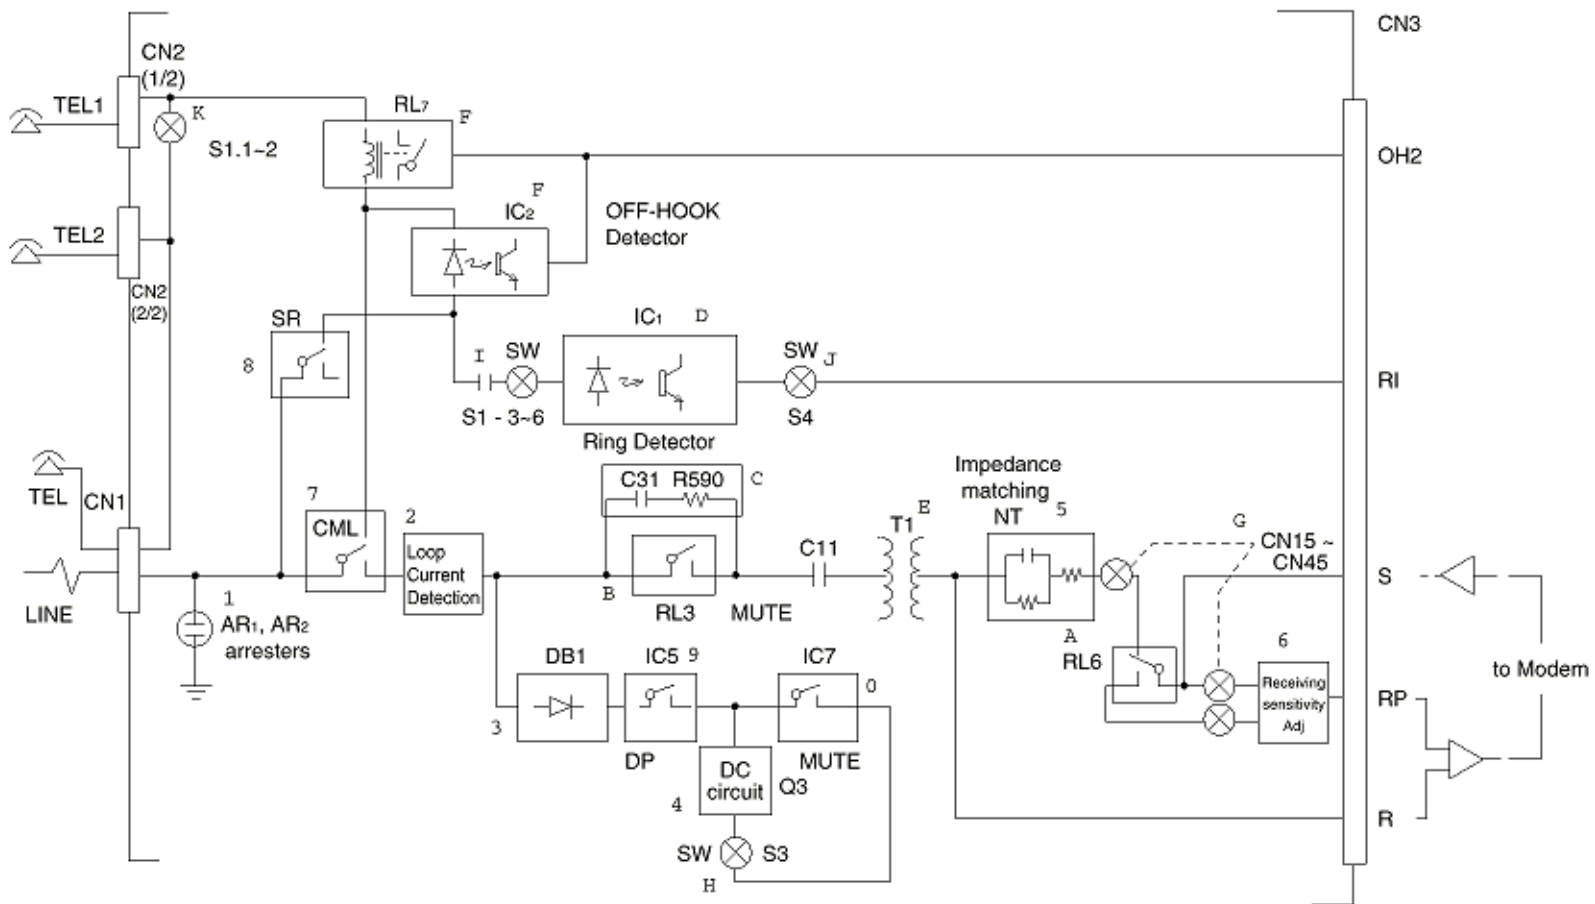 CN3
CN2
(1/2)
TEL1
K
RL7
F
S1.1~2
OH2
F
IC2
OFF-HOOK
Detector
TEL2
CN2
(2/2)
SR
8
IC1
D
I
SW
SW
J
RI
S1 - 3~6
S4
Ring Detector
TEL
CN1
7
CML
2
Loop
Current
Detection
C31
R590
C
B
RL3
MUTE
C11
T1
E
Impedance
matching
NT
5
G
CN15 ~
CN45
S
LINE
1
AR1, AR2
arresters
A
RL6
6
Receiving
sensitivity
Adj
RP
to Modem
DB1
3
IC5
9
DP
IC7
0
MUTE
DC
circuit
Q3
4
R
SW
S3
H